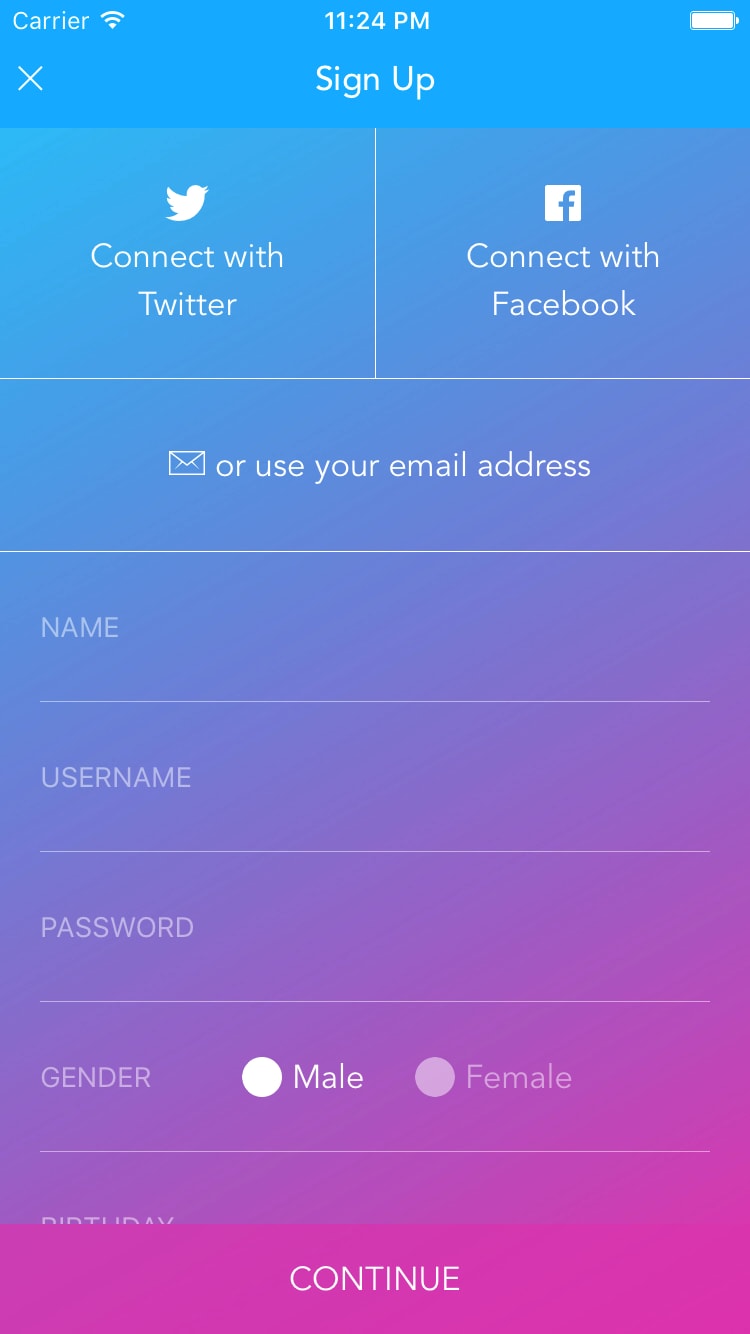 Carrier 11:24 PM
Sign Up
Connect with
Twitter
Connect with
Facebook
or use your email address
NAME
USERNAME
PASSWORD
GENDER Male Female
BIRTHDAY
CONTINUE